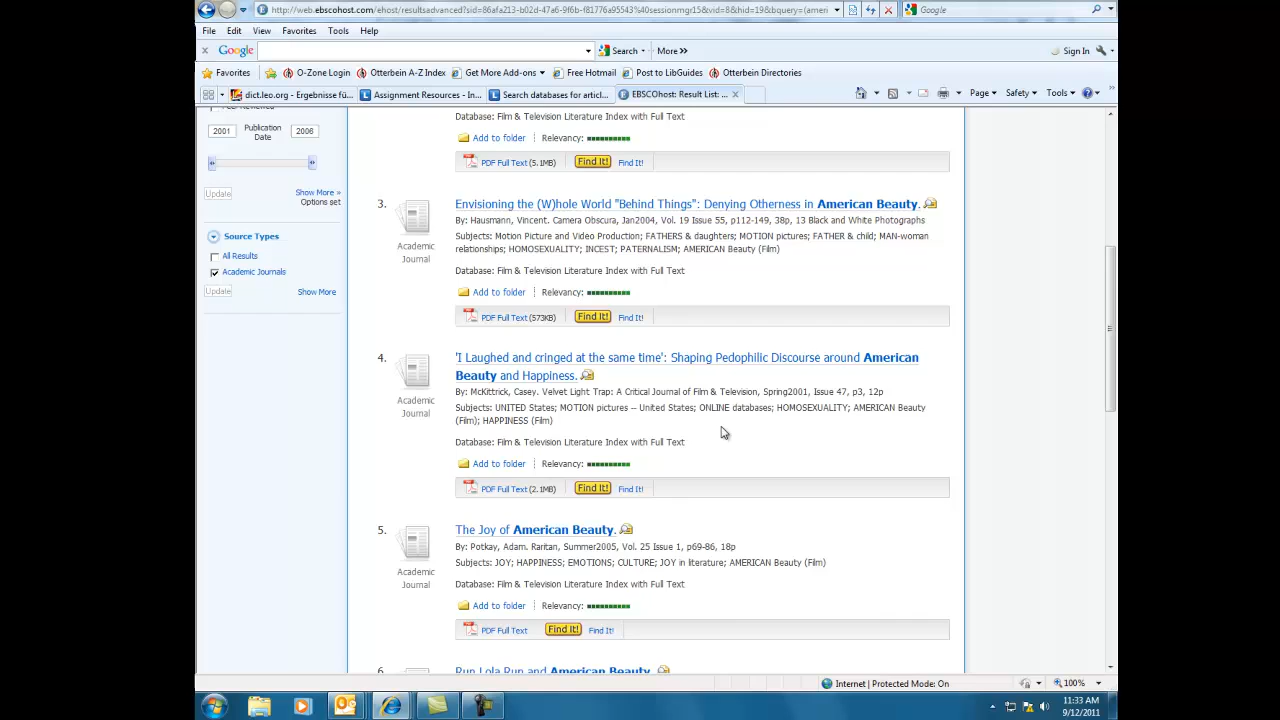 http://web.ebscohost.com/ehost/resultsadvanced?sid=86afa213-b02d-47a6-9f6b-f81776a95543%40sessionmgr15&vid=8&hid=19&bquery=(ameri
Google
File Edit View Favorites Tools Help
Google Search More »
Sign In
Favorites O-Zone Login Otterbein A-Z Index Get More Add-ons Free Hotmail Post to LibGuides Otterbein Directories
dict.leo.org - Ergebnisse fü... Assignment Resources - In... Search databases for articl... EBSCOhost: Result List: ...
Page Safety Tools
Peer Reviewed
2001 Publication Date 2006
Update
Show More »
Options set
Source Types
All Results
Academic Journals
Update Show More
Database: Film & Television Literature Index with Full Text
Add to folder Relevancy:
PDF Full Text (5.1MB) Find It! Find It!
3. Envisioning the (W)hole World "Behind Things": Denying Otherness in American Beauty.
By: Hausmann, Vincent. Camera Obscura, Jan2004, Vol. 19 Issue 55, p112-149, 38p, 13 Black and White Photographs
Subjects: Motion Picture and Video Production; FATHERS & daughters; MOTION pictures; FATHER & child; MAN-woman
relationships; HOMOSEXUALITY; INCEST; PATERNALISM; AMERICAN Beauty (Film)
Academic
Journal
Database: Film & Television Literature Index with Full Text
Add to folder Relevancy:
PDF Full Text (573KB) Find It! Find It!
4. 'I Laughed and cringed at the same time': Shaping Pedophilic Discourse around American
Beauty and Happiness.
By: McKittrick, Casey. Velvet Light Trap: A Critical Journal of Film & Television, Spring2001, Issue 47, p3, 12p
Subjects: UNITED States; MOTION pictures -- United States; ONLINE databases; HOMOSEXUALITY; AMERICAN Beauty
(Film); HAPPINESS (Film)
Academic
Journal
Database: Film & Television Literature Index with Full Text
Add to folder Relevancy:
PDF Full Text (2.1MB) Find It! Find It!
5. The Joy of American Beauty.
By: Potkay, Adam. Raritan, Summer2005, Vol. 25 Issue 1, p69-86, 18p
Subjects: JOY; HAPPINESS; EMOTIONS; CULTURE; JOY in literature; AMERICAN Beauty (Film)
Academic
Journal
Database: Film & Television Literature Index with Full Text
Add to folder Relevancy:
PDF Full Text Find It! Find It!
6. Run Lola Run and American Beauty.
Internet | Protected Mode: On 100%
11:33 AM
9/12/2011